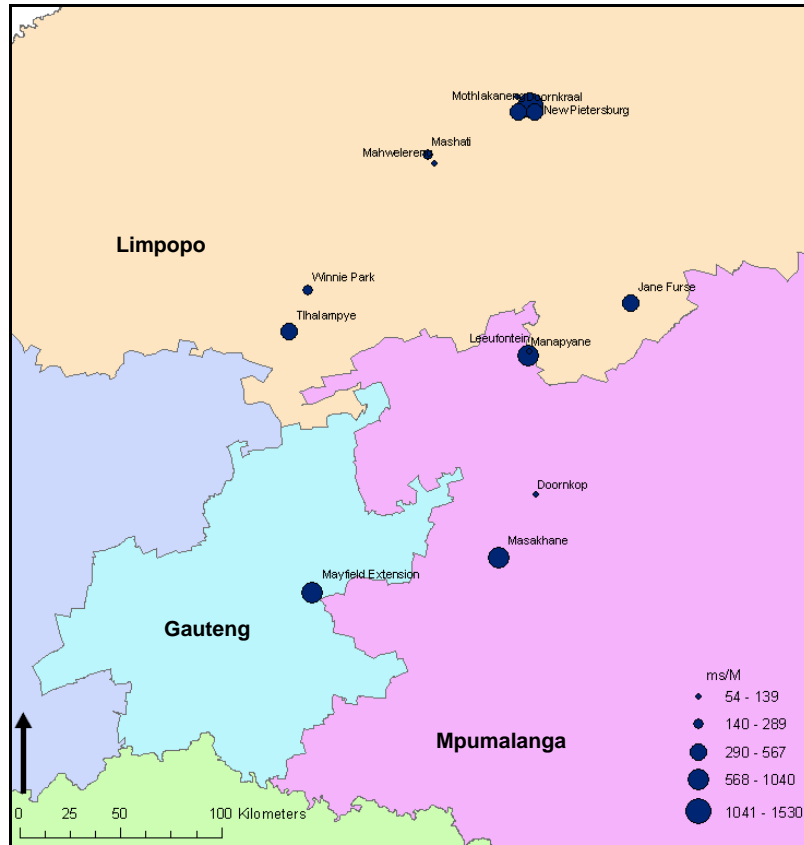 Mothlakaneng Doornkraal
New Pietersburg
Mashati
Mahwelereng
Limpopo
Winnie Park
Jane Furse
Tlhalampye
Leeufontein Manapyane
Doornkop
Masakhane
Mayfield Extension
Gauteng
Mpumalanga
ms/M
54 - 139
140 - 289
290 - 567
568 - 1040
1041 - 1530
0 25 50 100 Kilometers